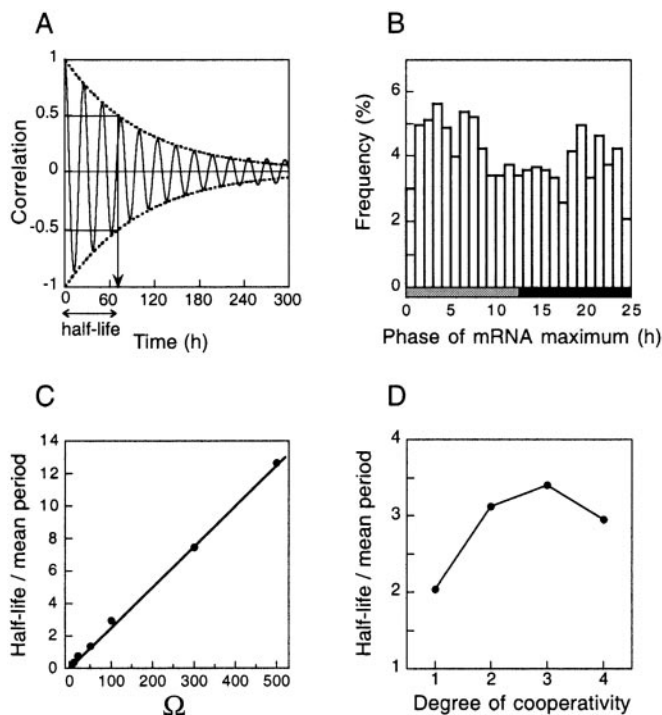 A
Correlation
1
0.5
0
-0.5
-1
0 60 120 180 240 300
half-life
Time (h)
B
Frequency (%)
6
4
2
0
0 5 10 15 20 25
Phase of mRNA maximum (h)
C
Half-life / mean period
14
12
10
8
6
4
2
0
0 100 200 300 400 500
Ω
D
Half-life / mean period
4
3
2
1
1 2 3 4
Degree of cooperativity